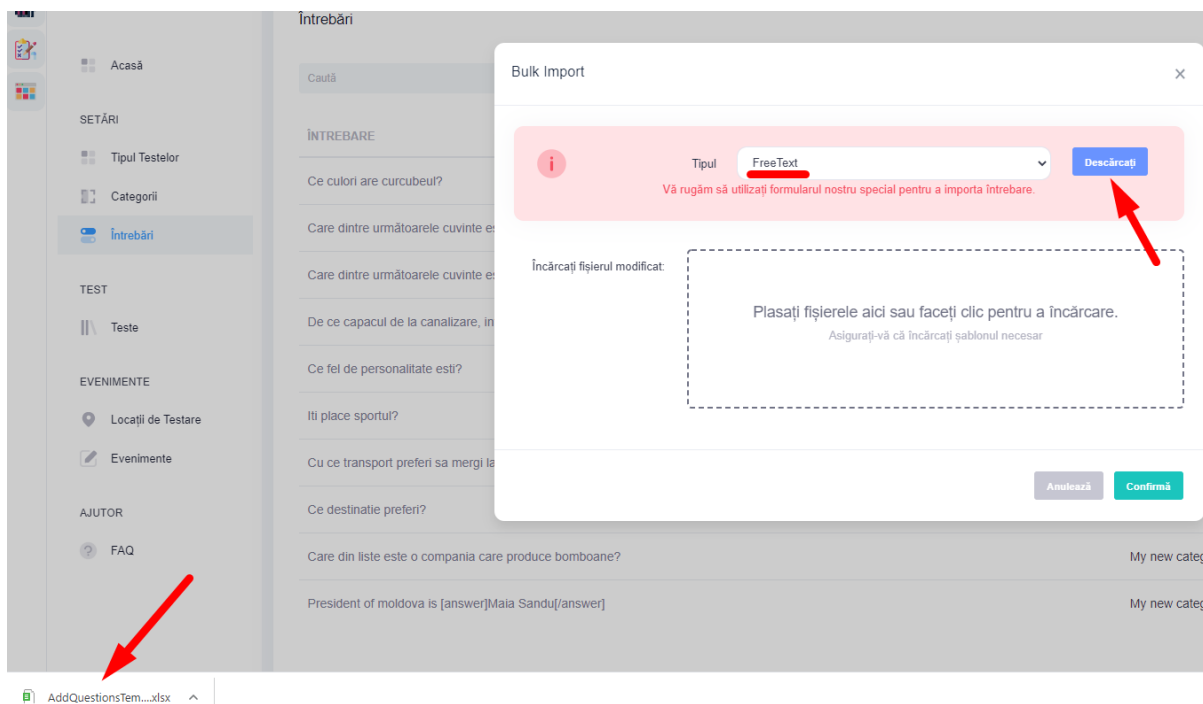 Întrebări
Acasă
SETĂRI
Tipul Testelor
Categorii
Întrebări
TEST
Teste
EVENIMENTE
Locații de Testare
Evenimente
AJUTOR
FAQ
Caută
ÎNTREBARE
Ce culori are curcubeul?
Care dintre următoarele cuvinte es
Care dintre următoarele cuvinte es
De ce capacul de la canalizare, in
Ce fel de personalitate esti?
Iti place sportul?
Cu ce transport preferi sa mergi la
Ce destinatie preferi?
Care din liste este o compania care produce bomboane? My new categ
President of moldova is [answer]Maia Sandu[/answer] My new categ
Bulk Import
Tipul FreeText Descărcați
Vă rugăm să utilizați formularul nostru special pentru a importa întrebare.
Încărcați fișierul modificat:
Plasați fișierele aici sau faceți clic pentru a încărcare.
Asigurați-vă că încărcați șablonul necesar
Anulează Confirmă
AddQuestionsTem....xlsx